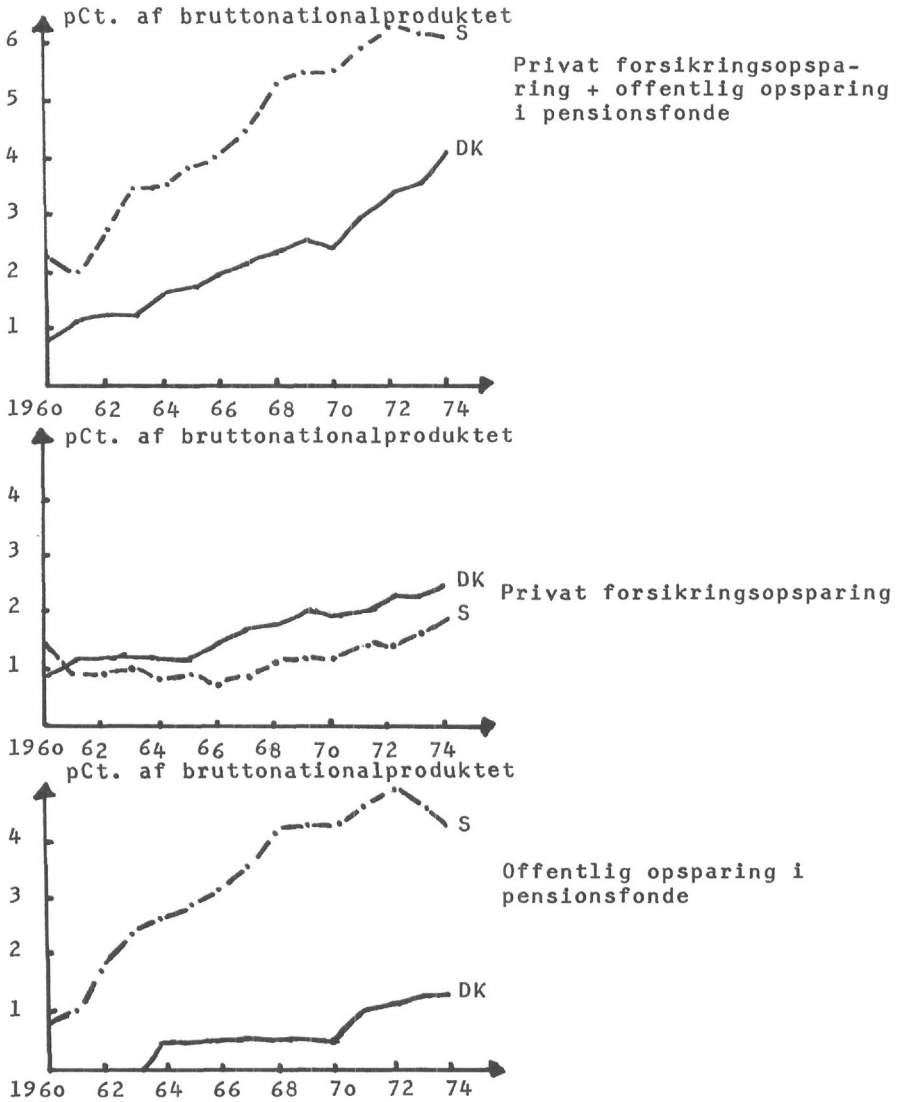 pCt. af bruttonationalproduktet
6
5
4
3
2
1
S
DK
Privat forsikringsopspa-
ring + offentlig opsparing
i pensionsfonde
196o 62 64 66 68 7o 72 74
pCt. af bruttonationalproduktet
4
3
2
1
DK
S
Privat forsikringsopsparing
196o 62 64 66 68 7o 72 74
pCt. af bruttonationalproduktet
4
3
2
1
S
DK
Offentlig opsparing i
pensionsfonde
196o 62 64 66 68 7o 72 74